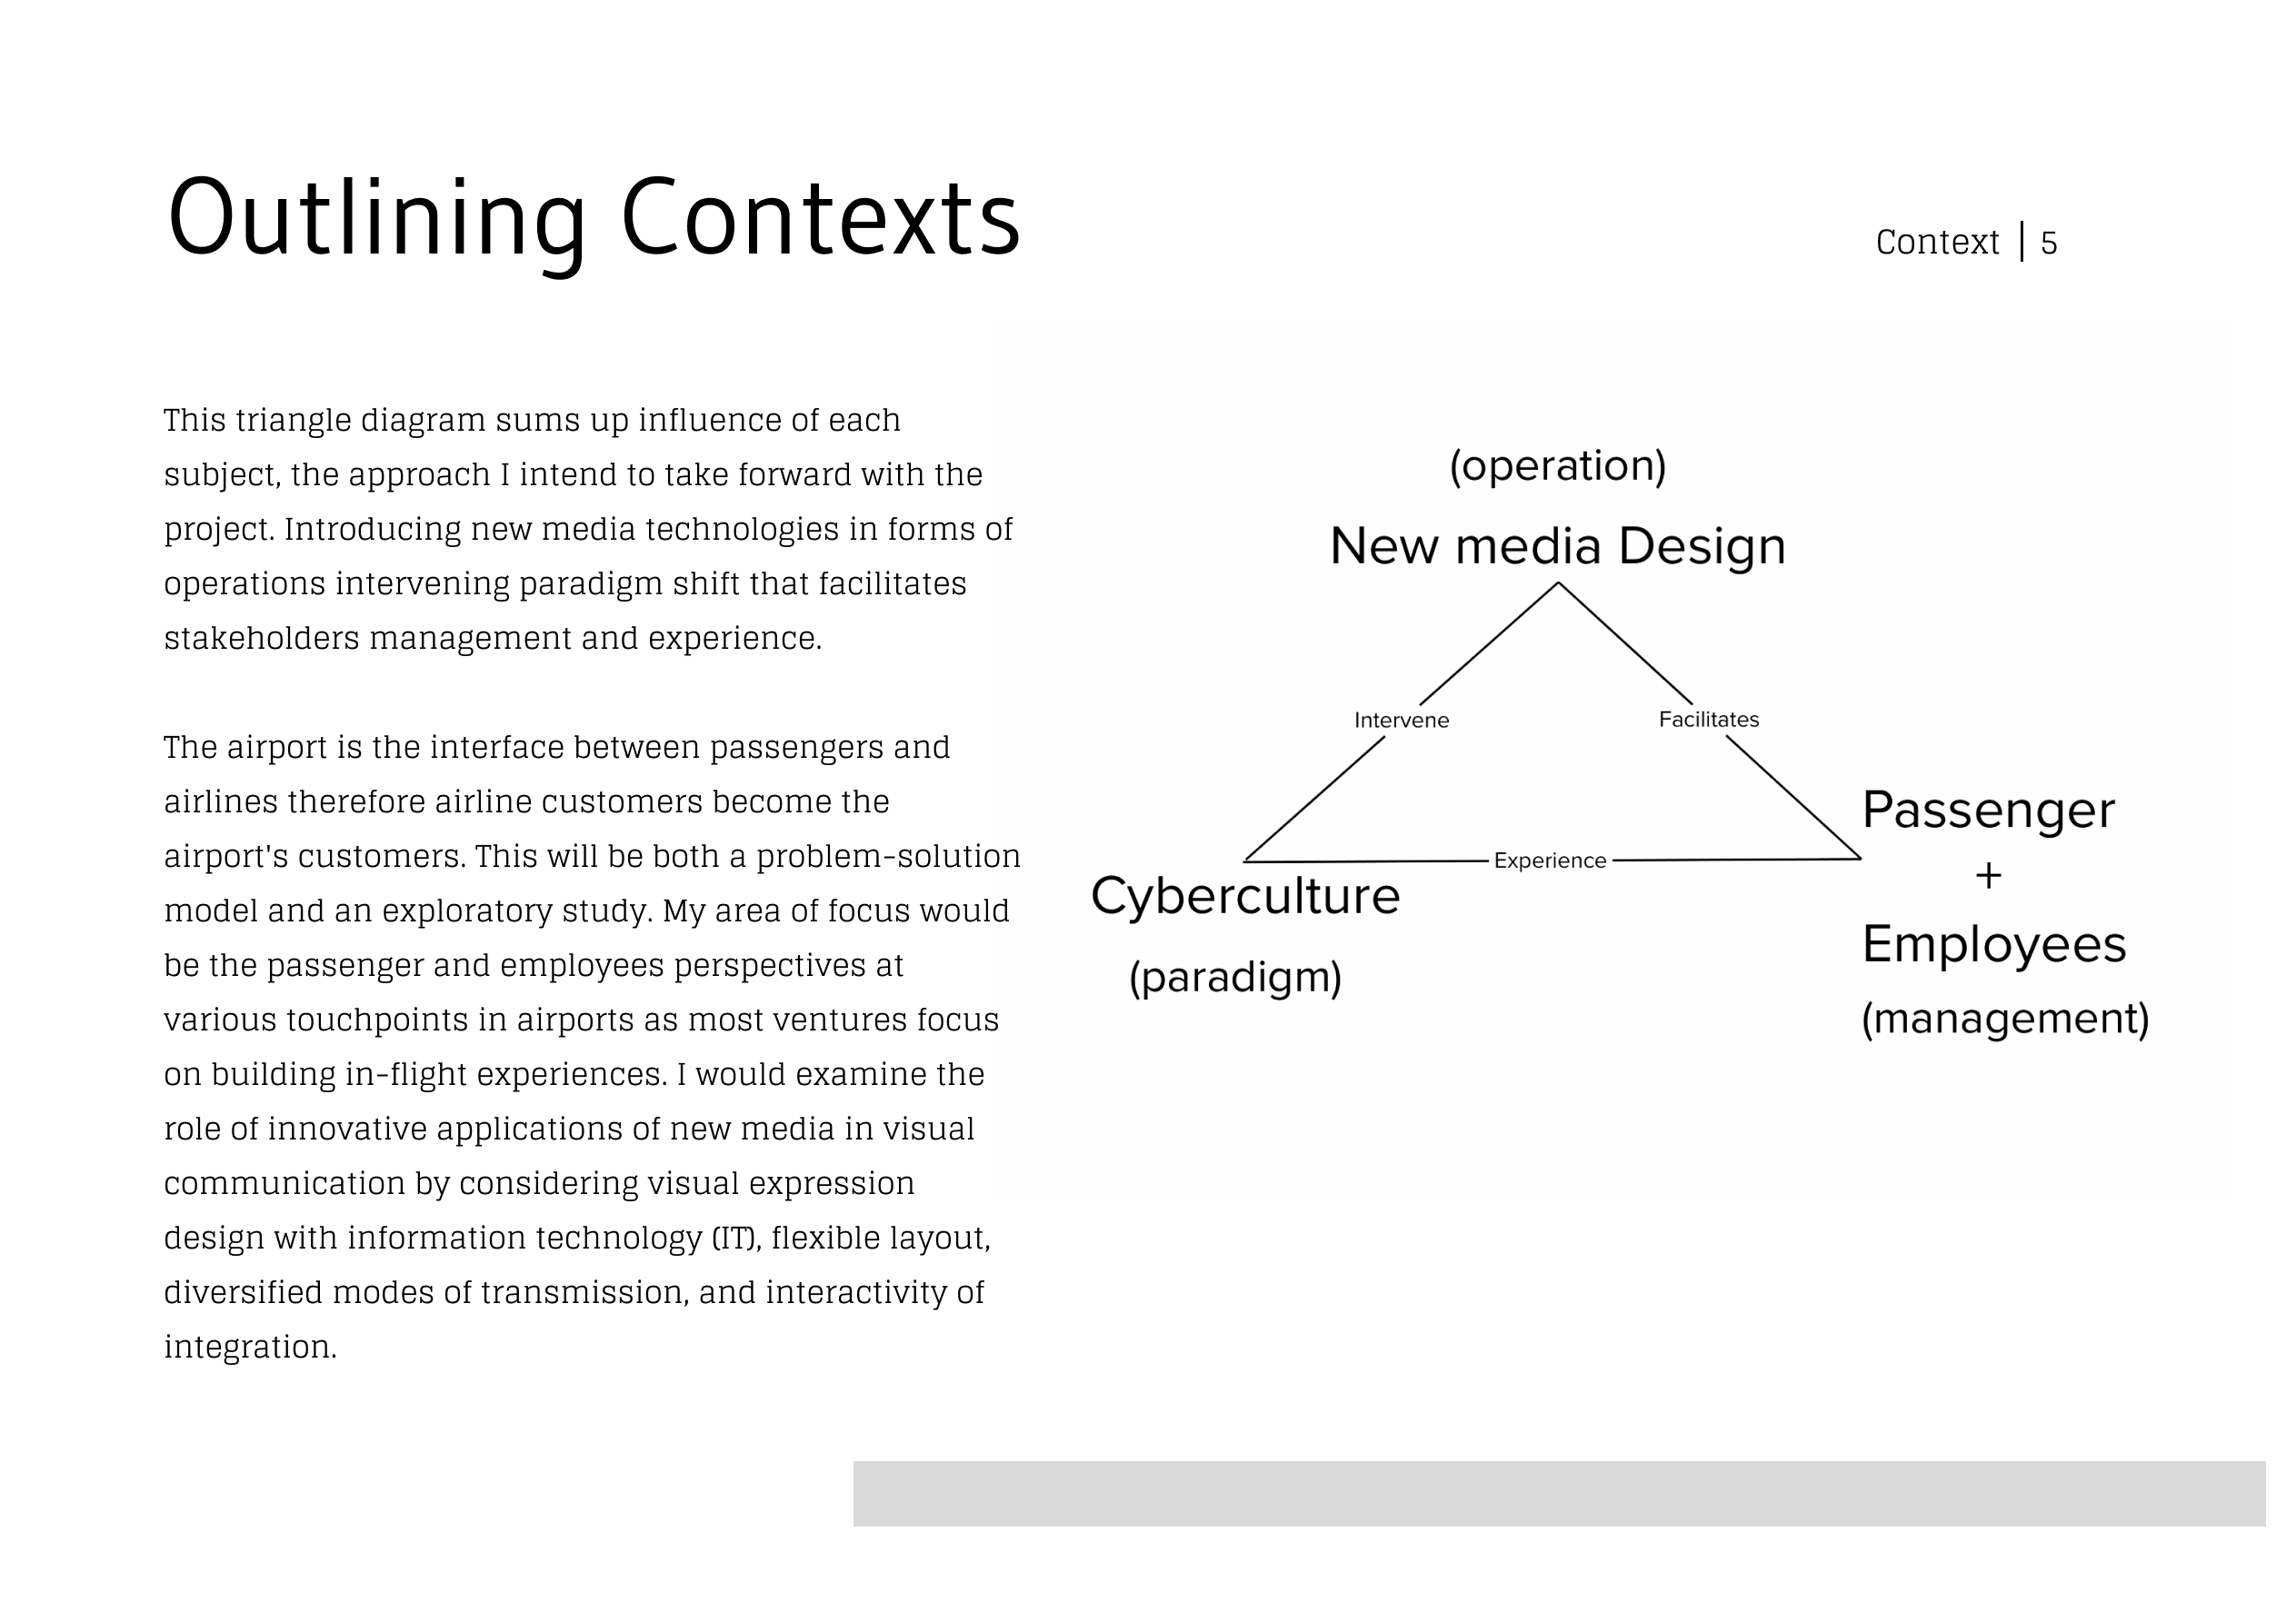 Outlining Contexts
Context | 5
This triangle diagram sums up influence of each
subject, the approach I intend to take forward with the
project. Introducing new media technologies in forms of
operations intervening paradigm shift that facilitates
stakeholders management and experience.
The airport is the interface between passengers and
airlines therefore airline customers become the
airport's customers. This will be both a problem-solution
model and an exploratory study. My area of focus would
be the passenger and employees perspectives at
various touchpoints in airports as most ventures focus
on building in-flight experiences. I would examine the
role of innovative applications of new media in visual
communication by considering visual expression
design with information technology (IT), flexible layout,
diversified modes of transmission, and interactivity of
integration.
(operation)
New media Design
Intervene
Facilitates
Experience
Cyberculture
(paradigm)
Passenger
+
Employees
(management)